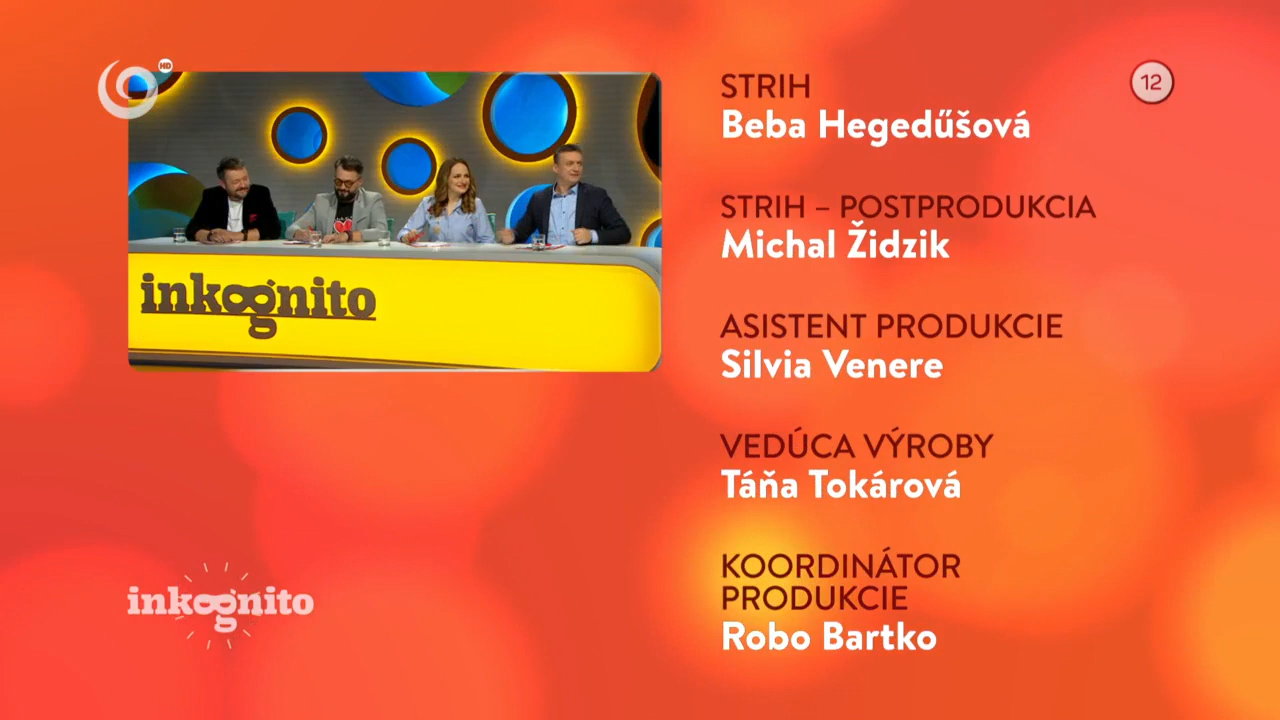 HD
inkognito
inkognito
STRIH
Beba Hegedűšová
STRIH – POSTPRODUKCIA
Michal Židzik
ASISTENT PRODUKCIE
Silvia Venere
VEDÚCA VÝROBY
Táňa Tokárová
KOORDINÁTOR
PRODUKCIE
Robo Bartko
12